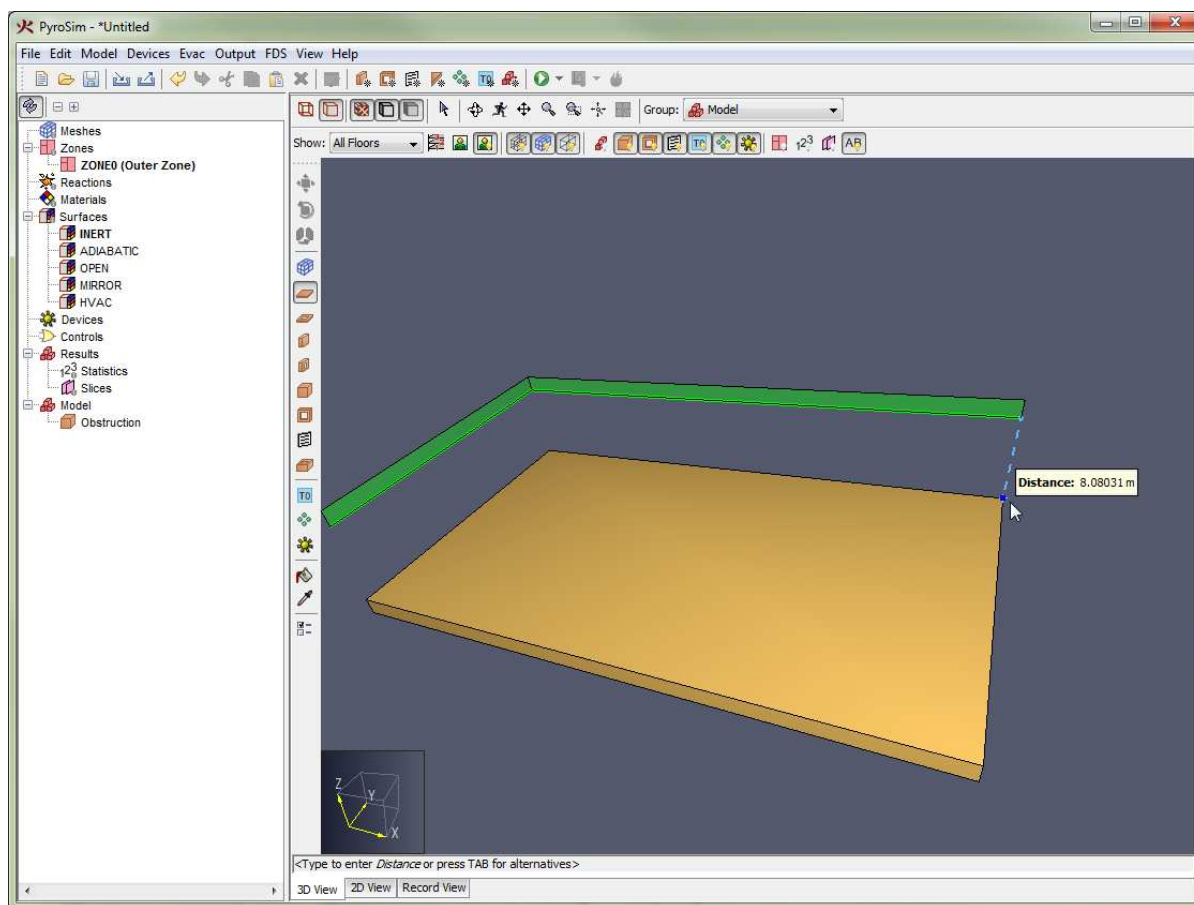 PyroSim - *Untitled
File Edit Model Devices Evac Output FDS View Help
Group: Model
Show: All Floors
AB
Meshes
Zones
ZONE0 (Outer Zone)
Reactions
Materials
Surfaces
INERT
ADIABATIC
OPEN
MIRROR
HVAC
Devices
Controls
Results
Statistics
Slices
Model
Obstruction
Distance: 8.08031 m
Z
Y
X
<Type to enter Distance or press TAB for alternatives>
3D View 2D View Record View